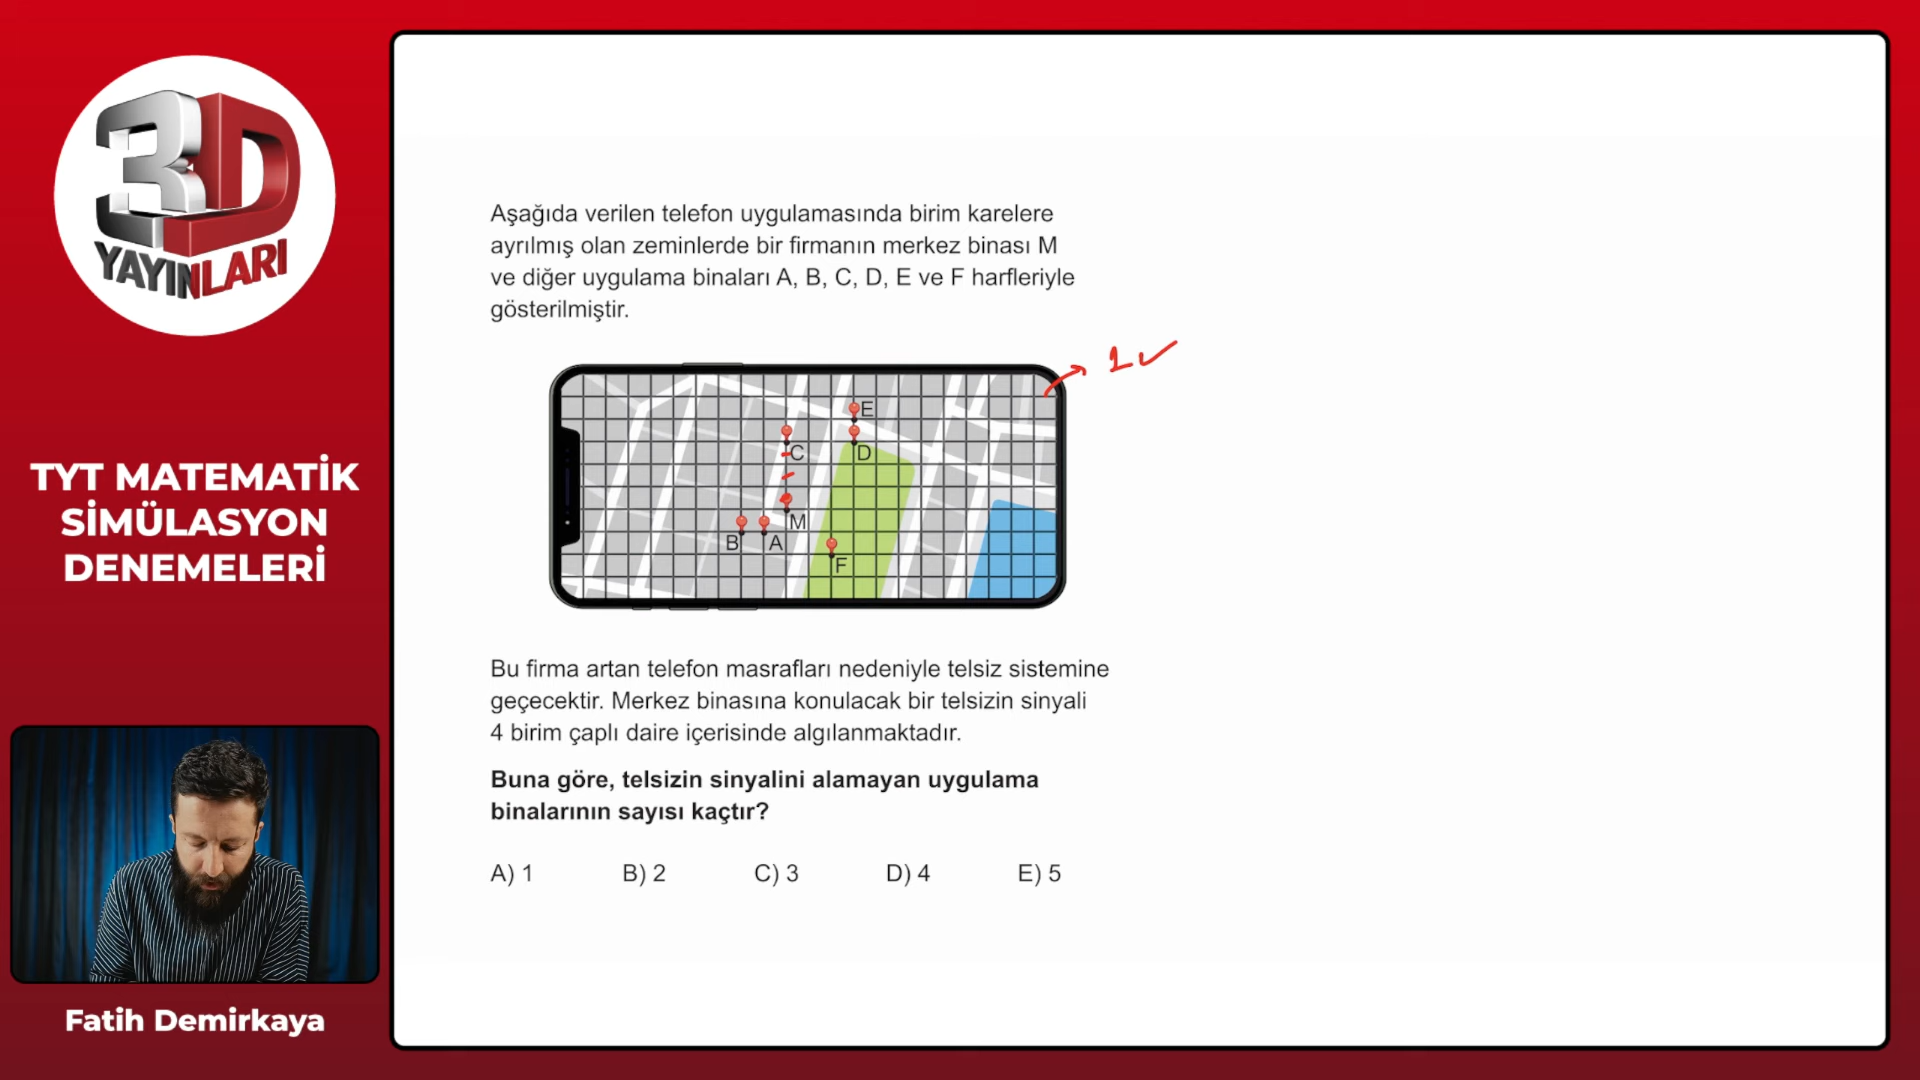 3D
YAYINLARI
TYT MATEMATİK
SİMÜLASYON
DENEMELERİ
Fatih Demirkaya
Aşağıda verilen telefon uygulamasında birim karelere
ayrılmış olan zeminlerde bir firmanın merkez binası M
ve diğer uygulama binaları A, B, C, D, E ve F harfleriyle
gösterilmiştir.
1
E
C
D
M
B
A
F
Bu firma artan telefon masrafları nedeniyle telsiz sistemine
geçecektir. Merkez binasına konulacak bir telsizin sinyali
4 birim çaplı daire içerisinde algılanmaktadır.
Buna göre, telsizin sinyalini alamayan uygulama
binalarının sayısı kaçtır?
A) 1 B) 2 C) 3 D) 4 E) 5